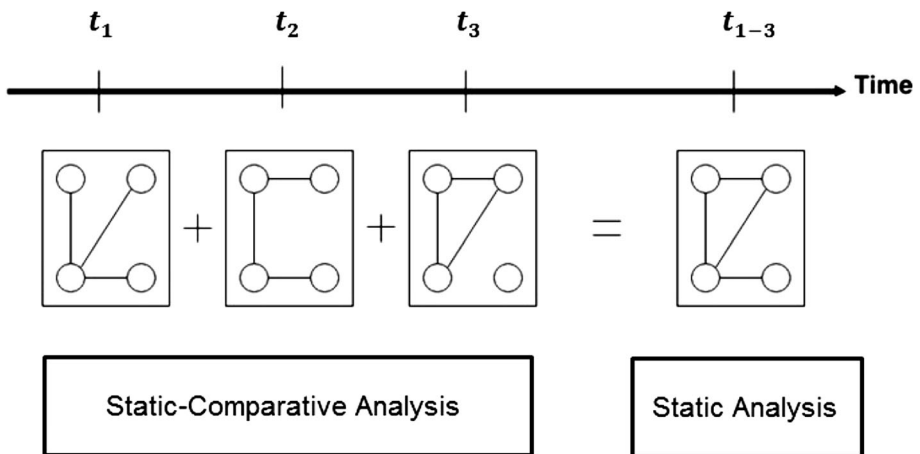 t₁ t₂ t₃ t₁₋₃
Time
+ + =
Static-Comparative Analysis Static Analysis